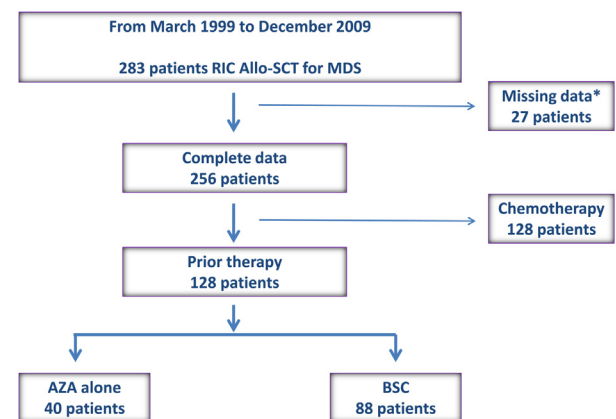 From March 1999 to December 2009
283 patients RIC Allo-SCT for MDS
Missing data*
27 patients
Complete data
256 patients
Chemotherapy
128 patients
Prior therapy
128 patients
AZA alone
40 patients
BSC
88 patients